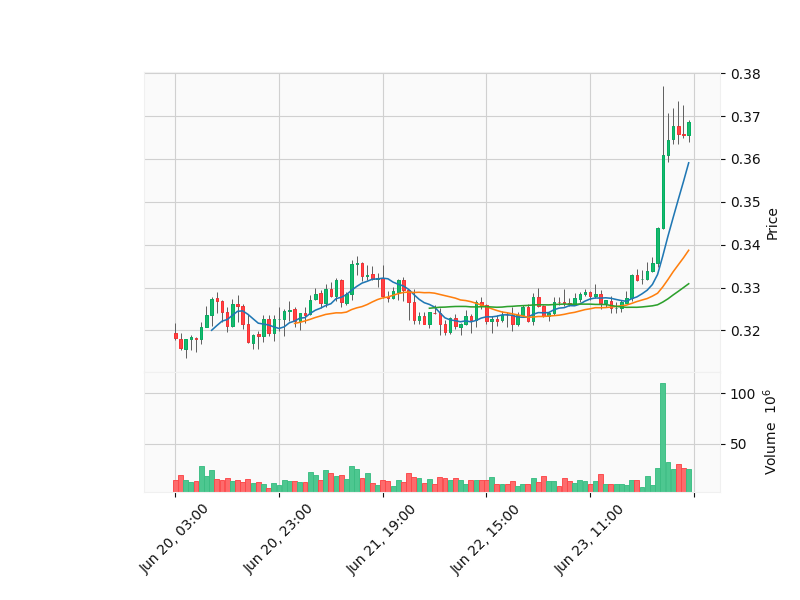 0.38
0.37
0.36
0.35
0.34
0.33
0.32
Price
100
50
Volume 10⁶
Jun 20, 03:00
Jun 20, 23:00
Jun 21, 19:00
Jun 22, 15:00
Jun 23, 11:00